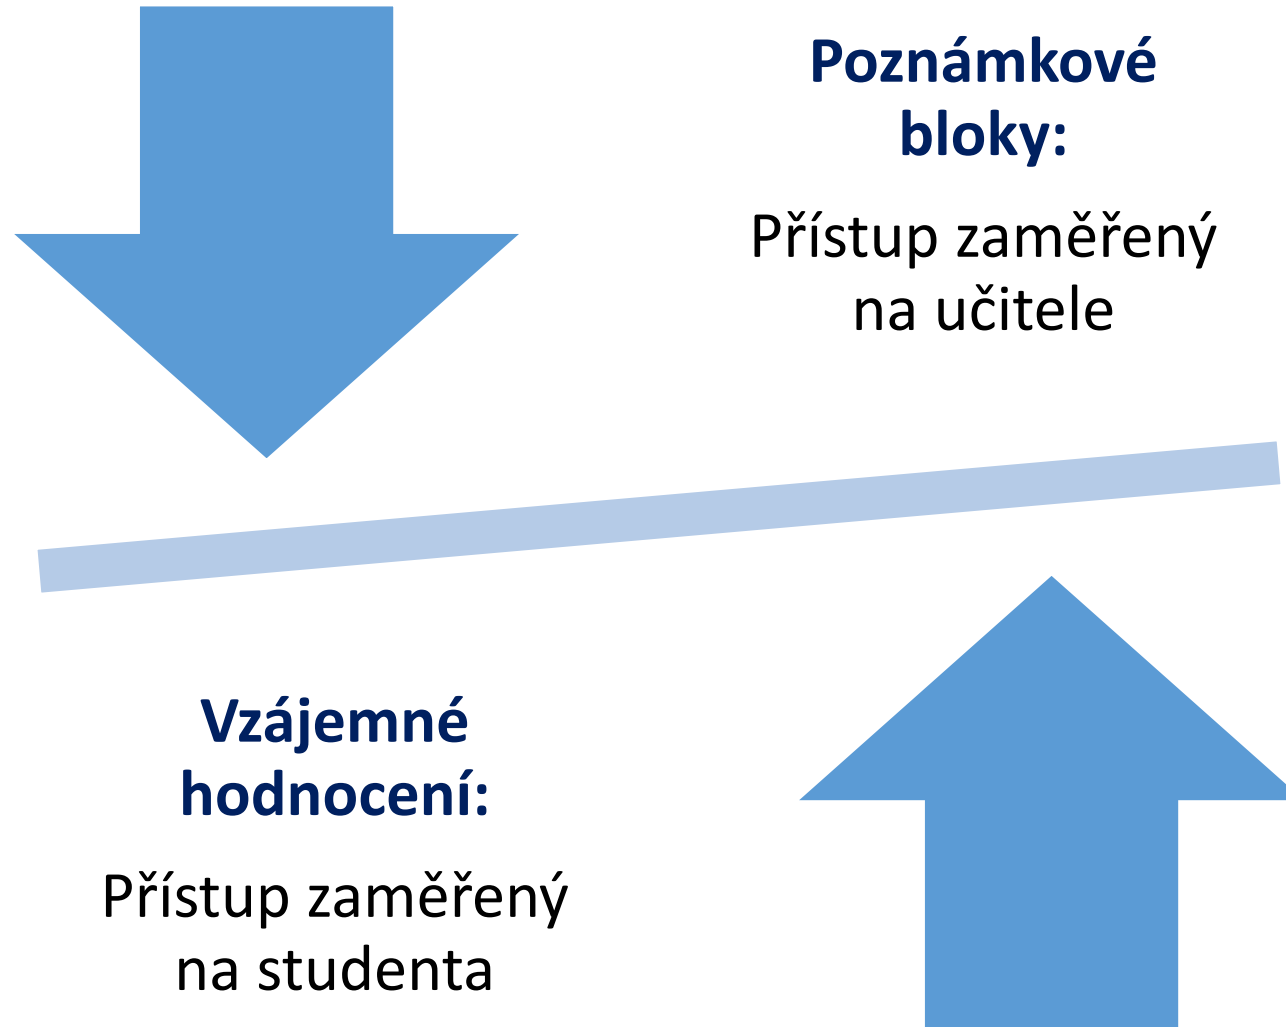 Poznámkové
bloky:
Přístup zaměřený
na učitele
Vzájemné
hodnocení:
Přístup zaměřený
na studenta